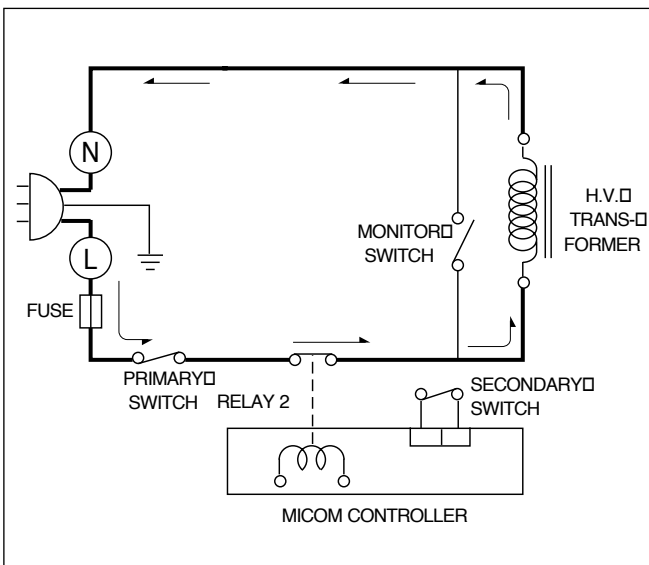 N
MONITOR□
SWITCH
H.V.□
TRANS-□
FORMER
L
FUSE
PRIMARY□
SWITCH
RELAY 2
SECONDARY□
SWITCH
MICOM CONTROLLER